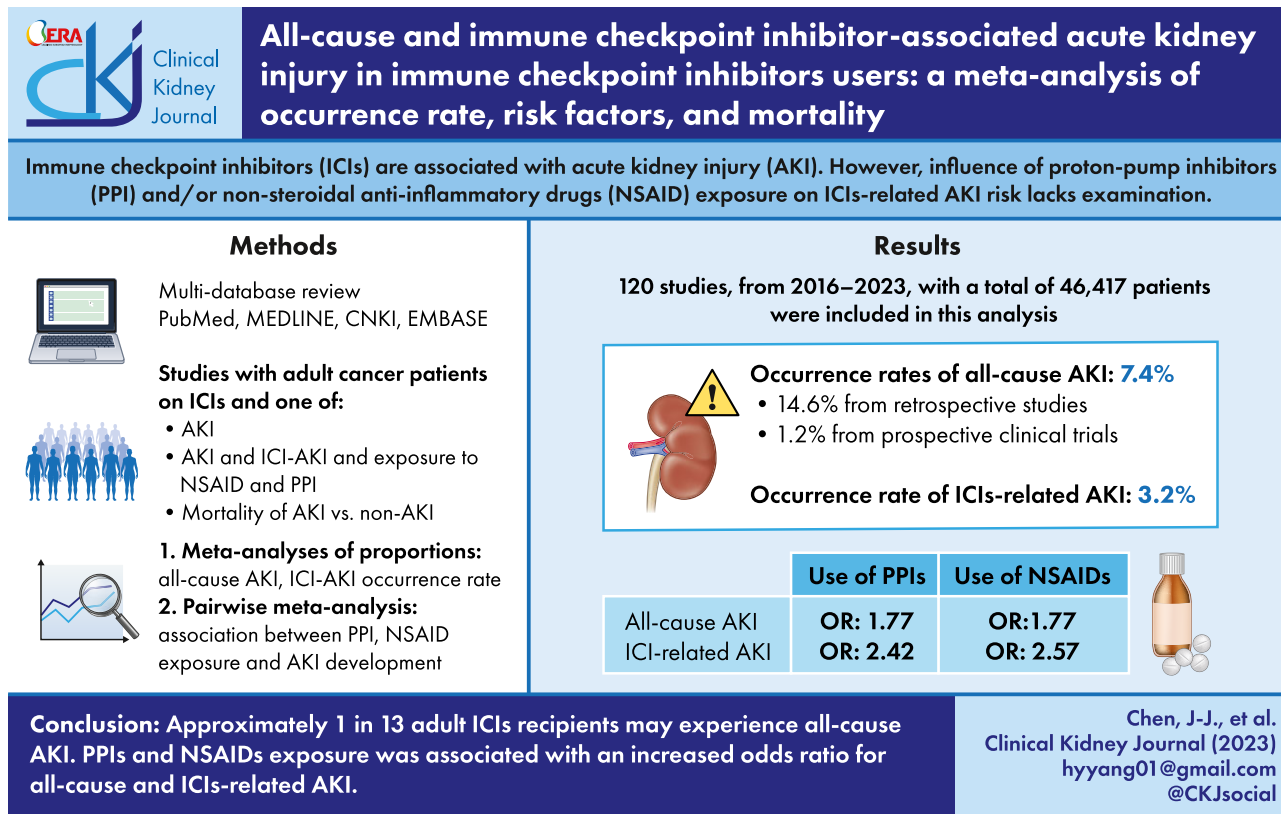 ERA
ckj
Clinical
Kidney
Journal
All-cause and immune checkpoint inhibitor-associated acute kidney
injury in immune checkpoint inhibitors users: a meta-analysis of
occurrence rate, risk factors, and mortality
Immune checkpoint inhibitors (ICIs) are associated with acute kidney injury (AKI). However, influence of proton-pump inhibitors
(PPI) and/or non-steroidal anti-inflammatory drugs (NSAID) exposure on ICIs-related AKI risk lacks examination.
Methods
Multi-database review
PubMed, MEDLINE, CNKI, EMBASE
Studies with adult cancer patients
on ICIs and one of:
• AKI
• AKI and ICI-AKI and exposure to
NSAID and PPI
• Mortality of AKI vs. non-AKI
1. Meta-analyses of proportions:
all-cause AKI, ICI-AKI occurrence rate
2. Pairwise meta-analysis:
association between PPI, NSAID
exposure and AKI development
Results
120 studies, from 2016–2023, with a total of 46,417 patients
were included in this analysis
Occurrence rates of all-cause AKI: 7.4%
• 14.6% from retrospective studies
• 1.2% from prospective clinical trials
Occurrence rate of ICIs-related AKI: 3.2%
Use of PPIs Use of NSAIDs
All-cause AKI OR: 1.77 OR:1.77
ICI-related AKI OR: 2.42 OR: 2.57
Conclusion: Approximately 1 in 13 adult ICIs recipients may experience all-cause
AKI. PPIs and NSAIDs exposure was associated with an increased odds ratio for
all-cause and ICIs-related AKI.
Chen, J-J., et al.
Clinical Kidney Journal (2023)
hyyang01@gmail.com
@CKJsocial